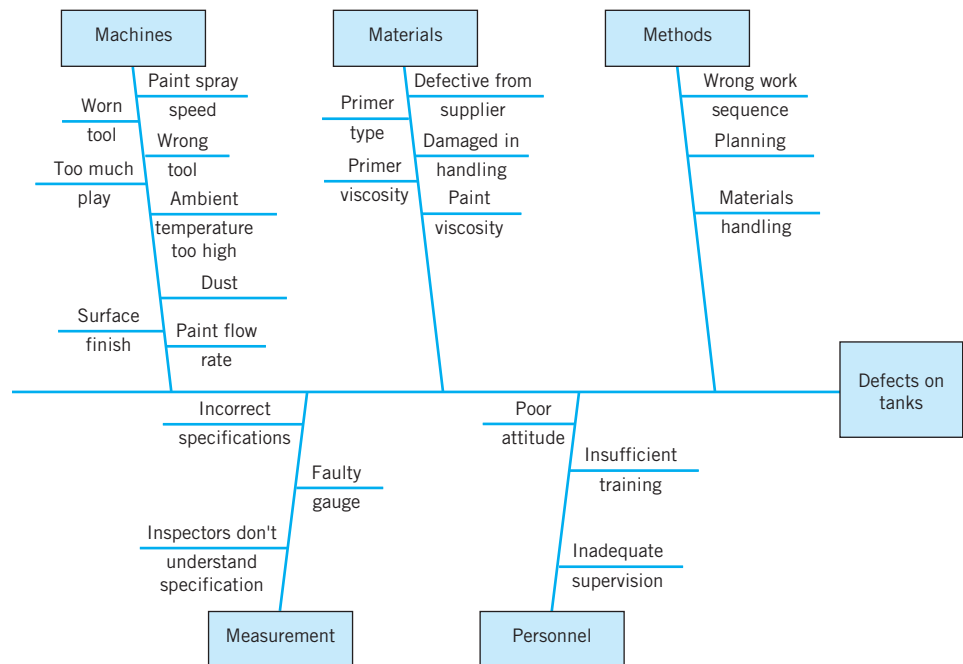 Machines
Materials
Methods
Paint spray
speed
Worn
tool
Wrong
tool
Too much
play
Ambient
temperature
too high
Dust
Surface
finish
Paint flow
rate
Defective from
supplier
Primer
type
Damaged in
handling
Primer
viscosity
Paint
viscosity
Wrong work
sequence
Planning
Materials
handling
Defects on
tanks
Incorrect
specifications
Faulty
gauge
Inspectors don't
understand
specification
Poor
attitude
Insufficient
training
Inadequate
supervision
Measurement
Personnel